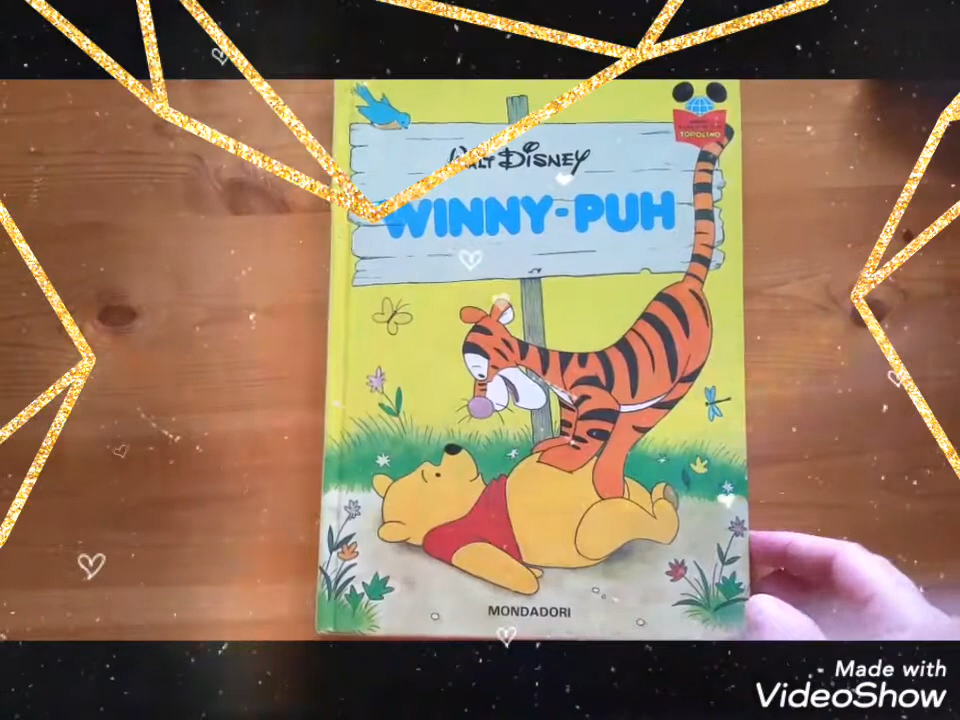 WALT DISNEY
TOPOLINO
WINNY-PUH
MONDADORI
Made with
VideoShow